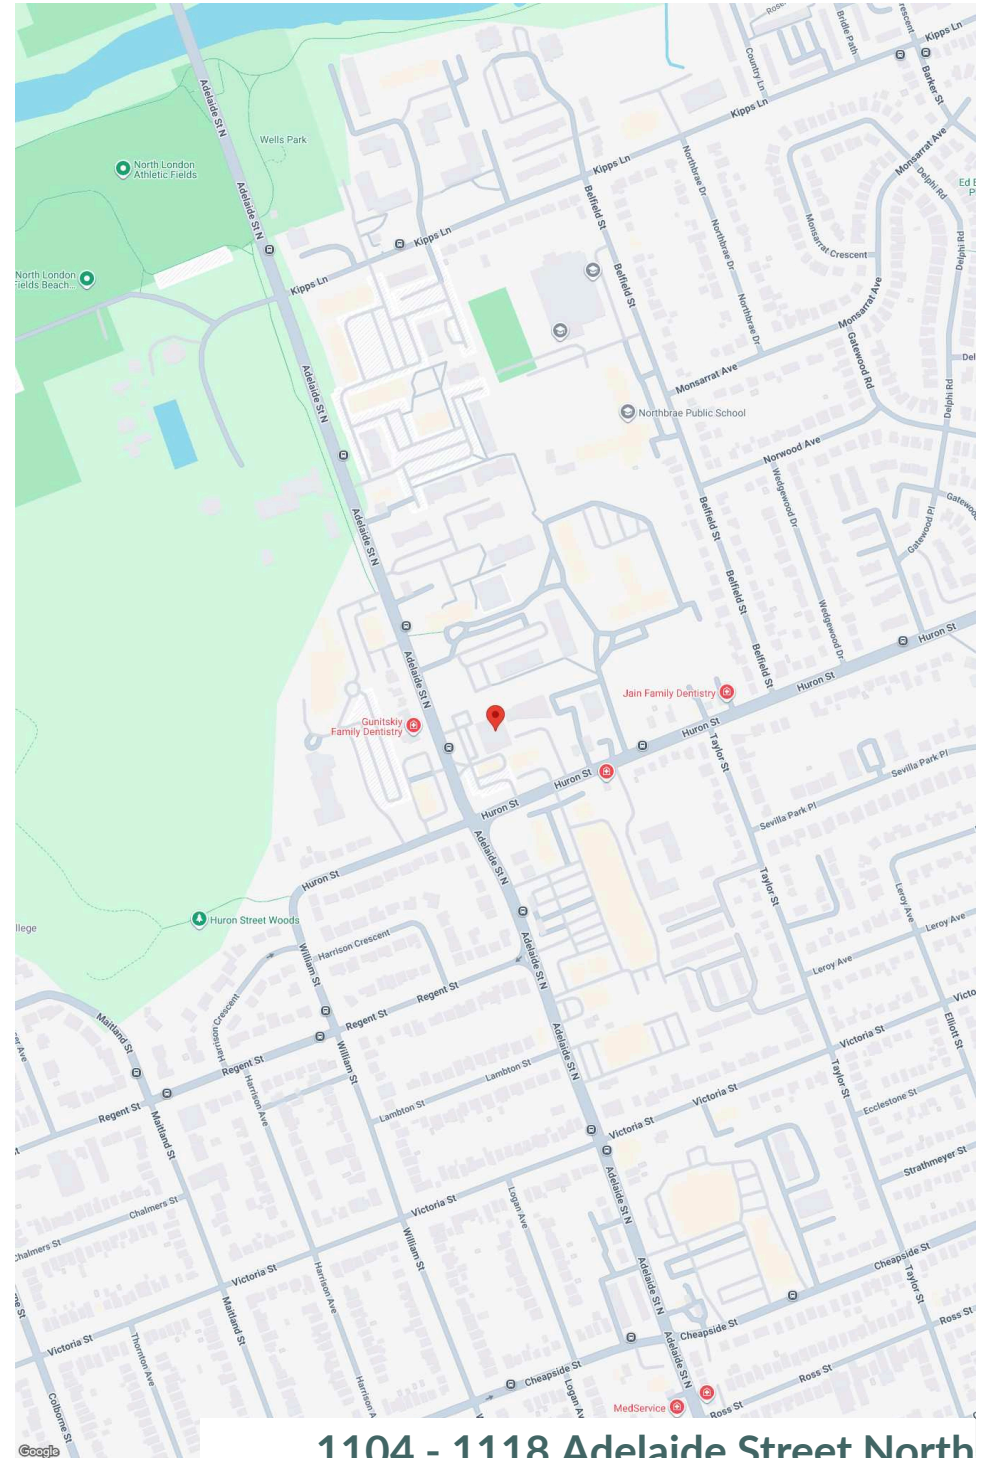 Adelaide St N
Wells Park
North London
Athletic Fields
Adelaide St N
North London
Fields Beach...
Kipps Ln
Kipps Ln
Kipps Ln
Kipps Ln
Kipps Ln
Country Ln
Bridle Path
Barker St
Northbrae Dr
Northbrae Dr
Northbrae Dr
Belfield St
Belfield St
Monsarrat Ave
Delphi Rd
Delphi Rd
Monsarrat Crescent
Monsarrat Ave
Gatewood Rd
Delphi Rd
Monsarrat Ave
Adelaide St N
Northbrae Public School
Norwood Ave
Wedgewood Dr
Belfield St
Gatewood Pl
Adelaide St N
Belfield St
Wedgewood Dr
Huron St
Belfield St
Adelaide St N
Jain Family Dentistry
Huron St
Gunitskiy
Family Dentistry
Huron St
Taylor St
Huron St
Sevilla Park Pl
Huron St
Sevilla Park Pl
Adelaide St N
Huron St
Taylor St
Leroy Ave
Huron Street Woods
Leroy Ave
Harrison Crescent
William St
Adelaide St N
Leroy Ave
Regent St
Maitland St
Harrison Crescent
Regent St
Adelaide St N
Victoria St
Elliott St
Regent St
William St
Lambton St
Taylor St
Harrison Ave
Victoria St
Ecclestone St
Regent St
Lambton St
Maitland St
Victoria St
Strathmeyer St
Chalmers St
Victoria St
Logan Ave
Adelaide St N
Chalmers St
William St
Cheapside St
Victoria St
Harrison Ave
Taylor St
Adelaide St N
Maitland St
Ross St
Victoria St
Thornton Ave
Cheapside St
Adelaide St N
Cheapside St
Ross St
Colborne St
Logan Av
MedService
Ross St
Google
1104 - 1118 Adelaide Street North